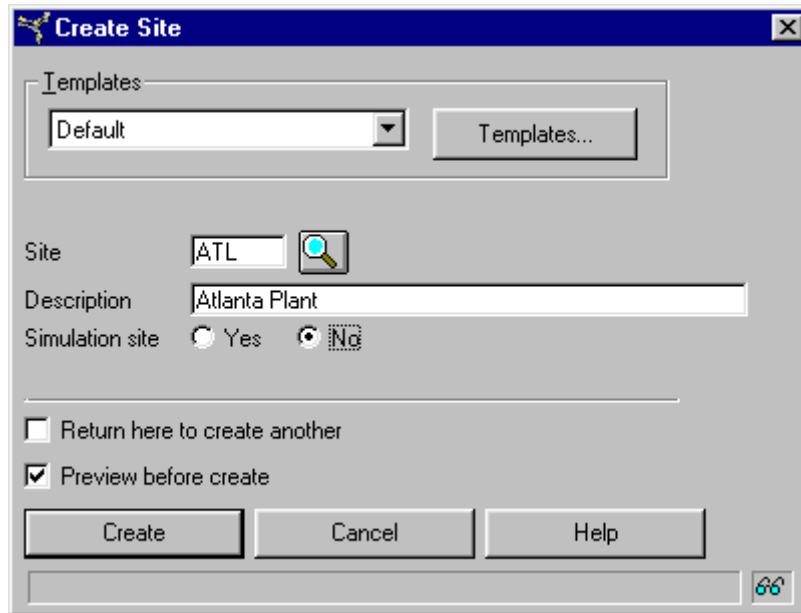 Create Site
Templates
Default
Templates...
Site ATL
Description Atlanta Plant
Simulation site Yes No
Return here to create another
Preview before create
Create Cancel Help